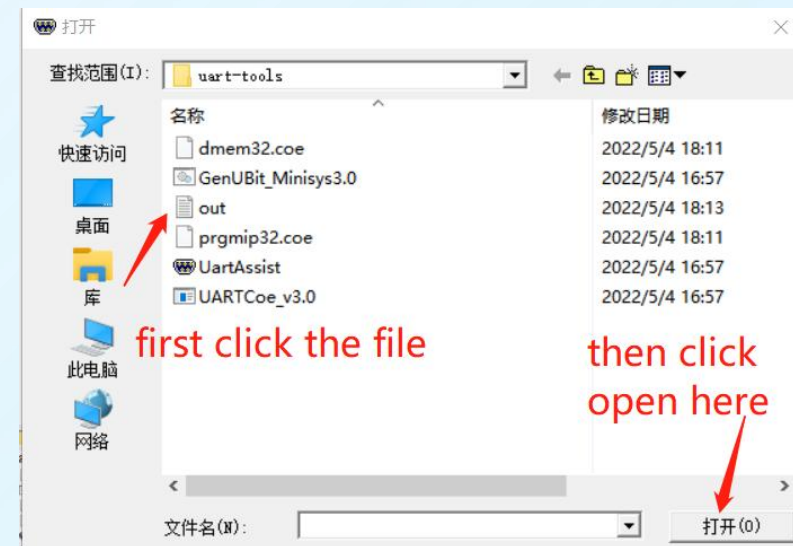 打开
查找范围(I):
uart-tools
名称
修改日期
快速访问
dmem32.coe
2022/5/4 18:11
GenUBit_Minisys3.0
2022/5/4 16:57
桌面
out
2022/5/4 18:13
prgmip32.coe
2022/5/4 18:11
库
UartAssist
2022/5/4 16:57
UARTCoe_v3.0
2022/5/4 16:57
此电脑
first click the file
then click
open here
网络
文件名(N):
打开(O)